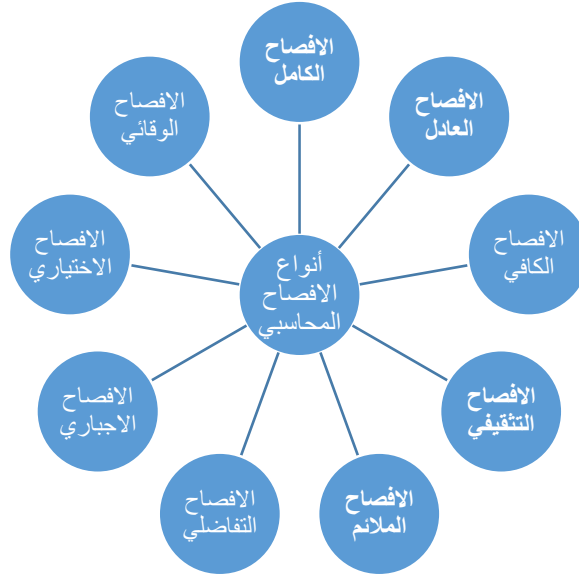 الافصاح
الكامل
الافصاح
العادل
الافصاح
الكافي
الافصاح
التثقيفي
الافصاح
الملائم
الافصاح
التفاضلي
الافصاح
الاجباري
الافصاح
الاختياري
الافصاح
الوقائي
أنواع
الافصاح
المحاسبي